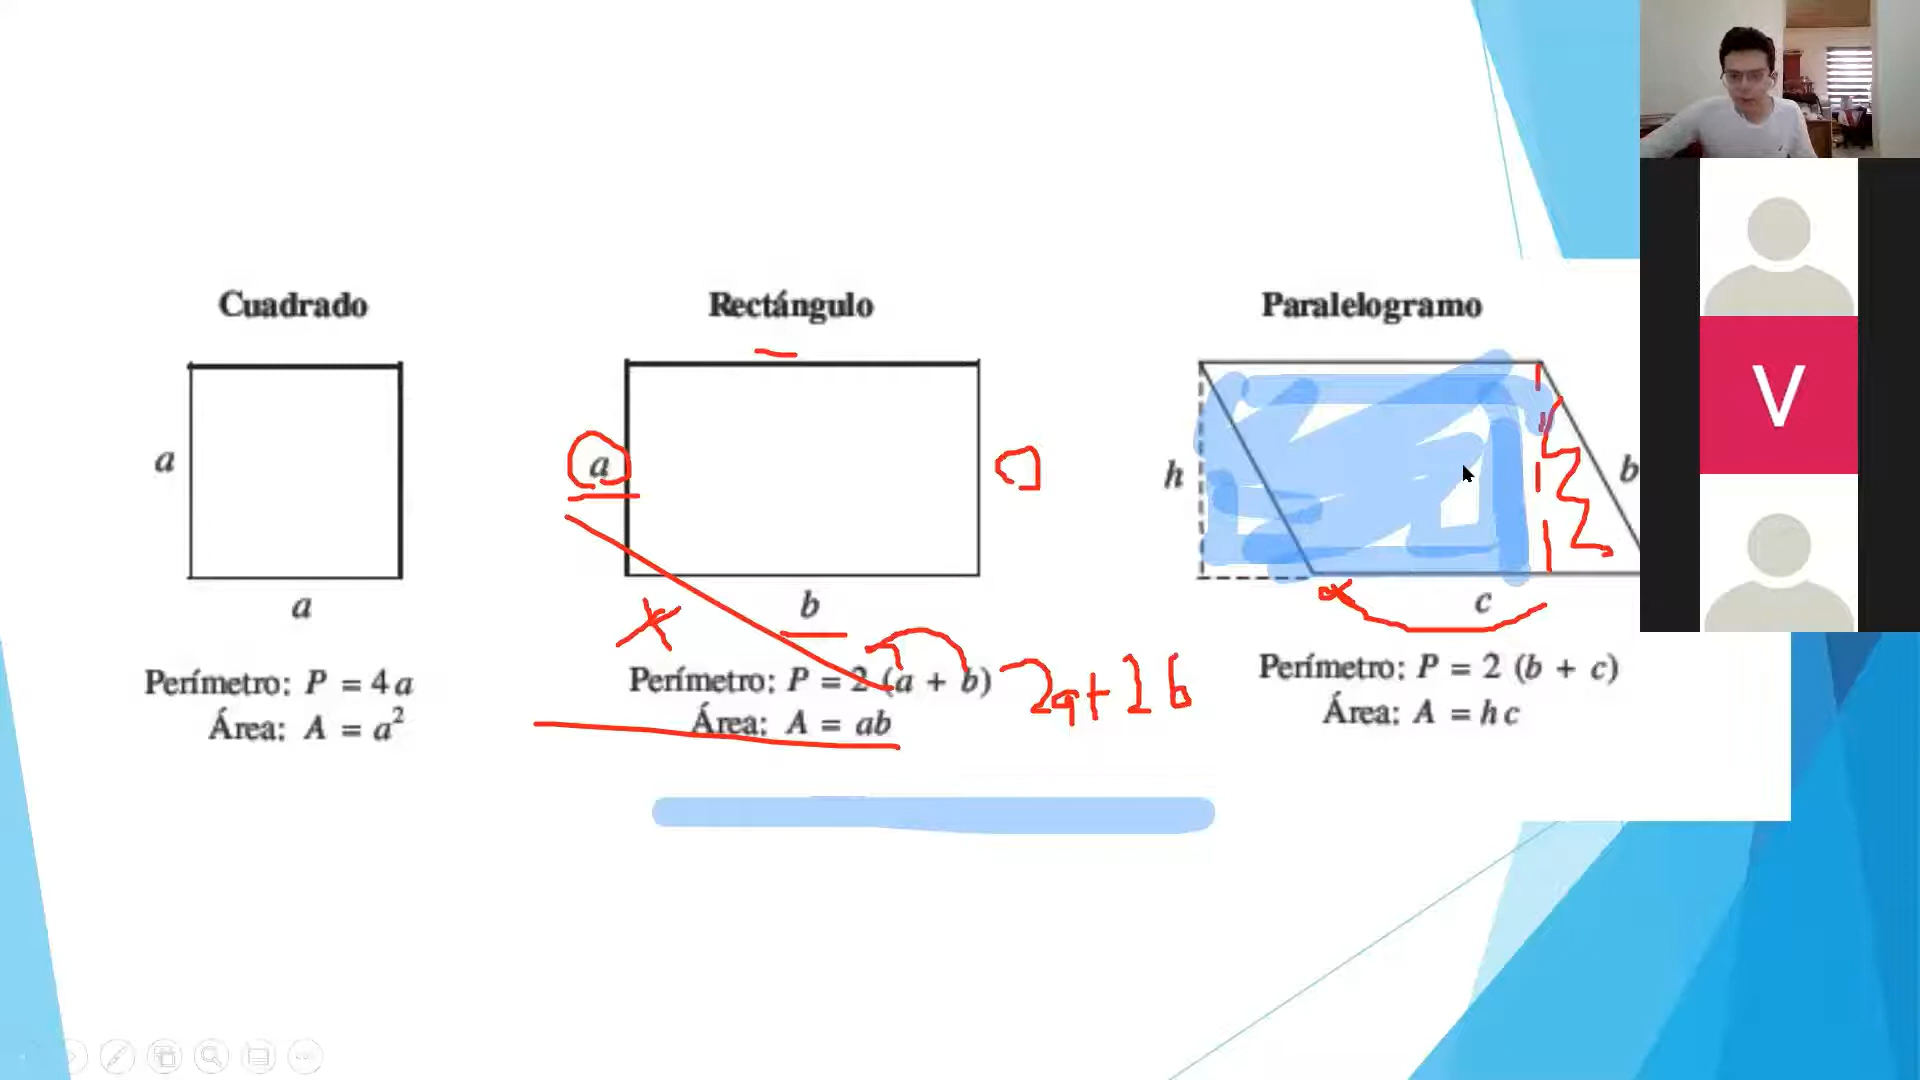 Cuadrado
a
a
Perímetro: P = 4a
Área: A = a²
Rectángulo
a
b
Perímetro: P = 2 (a + b)
Área: A = ab
2a+2b
Paralelogramo
h
b
c
Perímetro: P = 2 (b + c)
Área: A = hc
V